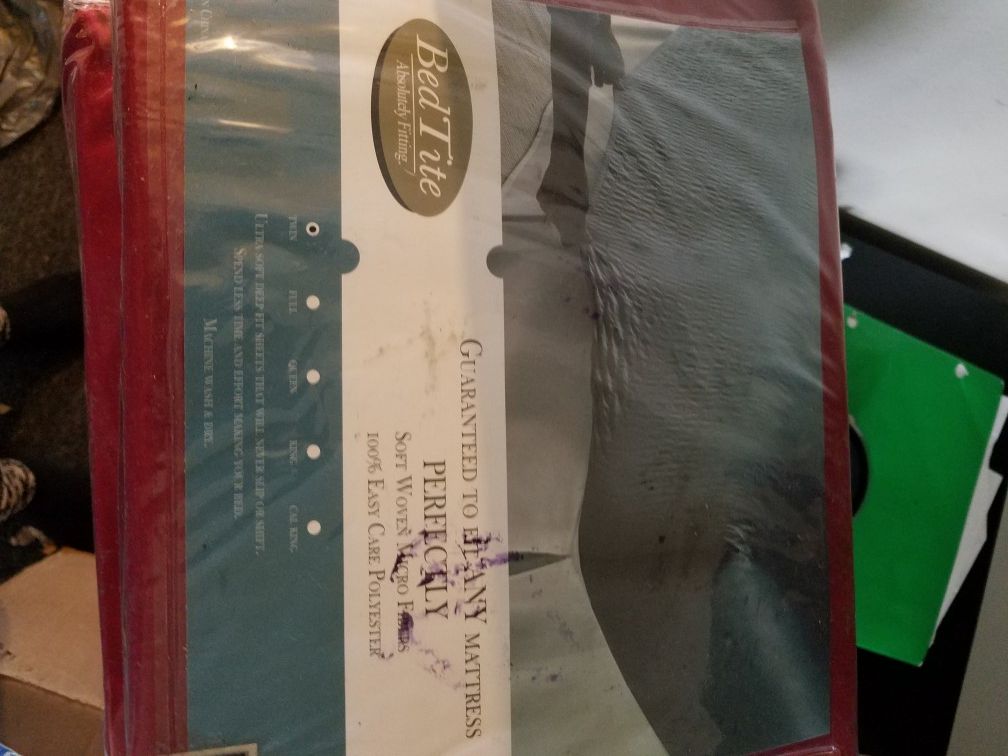 Bed Tite
Absolutely Fitting.
GUARANTEED TO FIT ANY MATTRESS
PERFECTLY
SOFT WOVEN MICRO FIBERS
100% EASY CARE POLYESTER
TWIN FULL QUEEN KING CAL KING
ULTRA SOFT DEEP FIT SHEETS THAT WILL NEVER SLIP OR SHIFT.
SPEND LESS TIME AND EFFORT MAKING YOUR BED.
MACHINE WASH & DRY.
CHINA